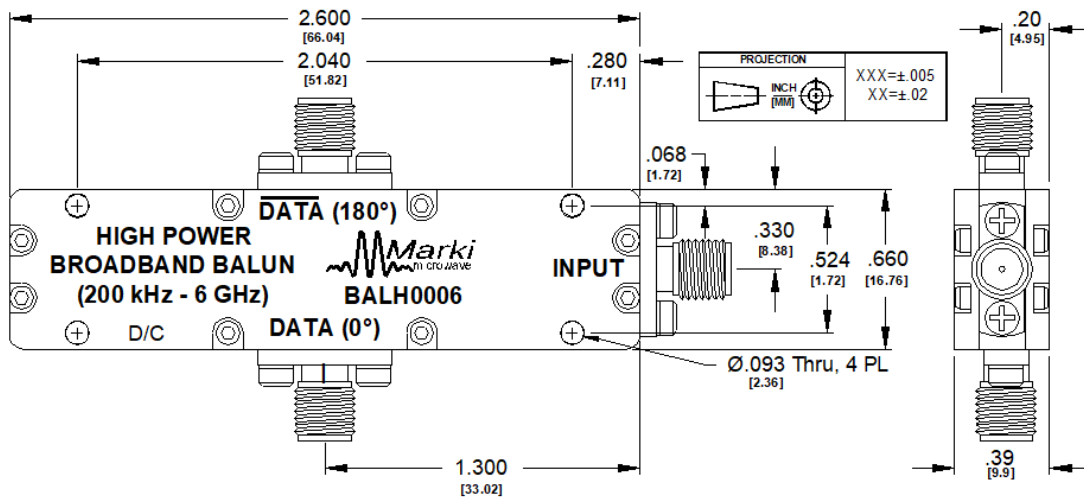 2.600
[66.04]
2.040
[51.82]
.280
[7.11]
.20
[4.95]
PROJECTION
INCH
[MM]
XXX=±.005
XX=±.02
.068
[1.72]
DATA (180°)
HIGH POWER
BROADBAND BALUN
(200 kHz - 6 GHz)
D/C
Marki
microwave
BALH0006
DATA (0°)
INPUT
.330
[8.38]
.524
[1.72]
.660
[16.76]
Ø.093 Thru, 4 PL
[2.36]
1.300
[33.02]
.39
[9.9]